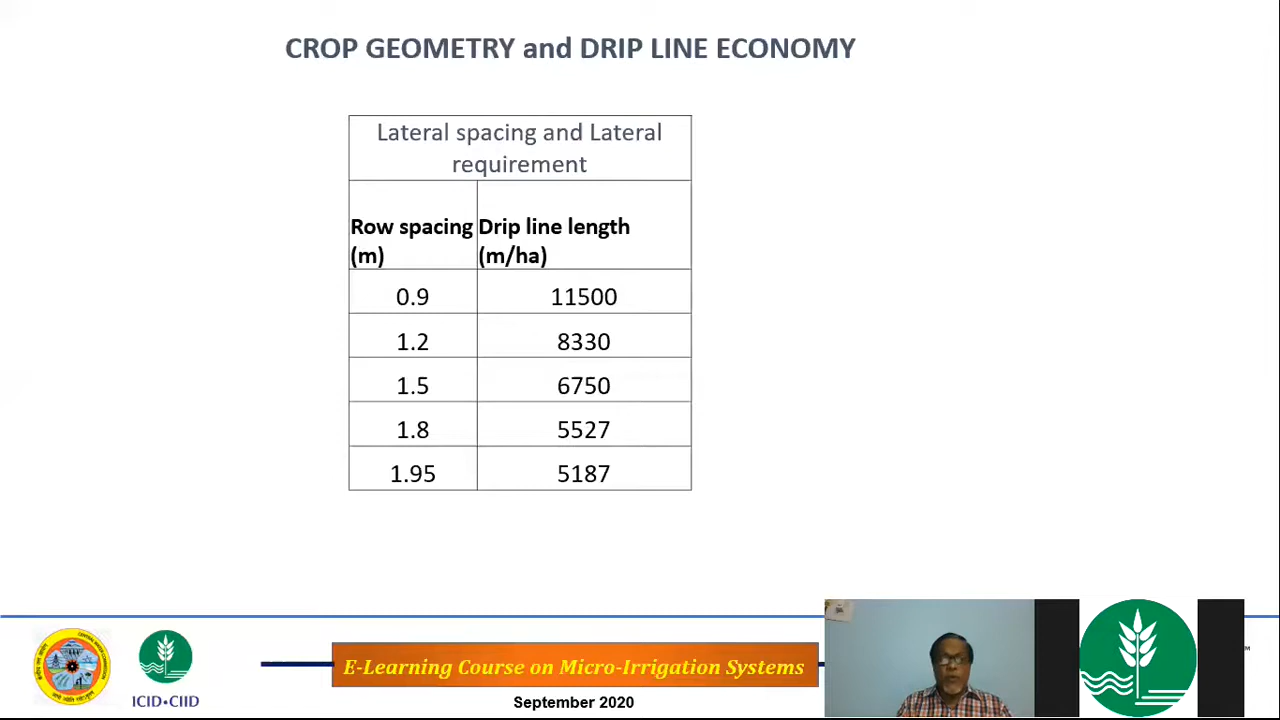 CROP GEOMETRY and DRIP LINE ECONOMY
Lateral spacing and Lateral
requirement
Row spacing
(m)
Drip line length
(m/ha)
0.9 11500
1.2 8330
1.5 6750
1.8 5527
1.95 5187
ICID•CIID
E-Learning Course on Micro-Irrigation Systems
September 2020